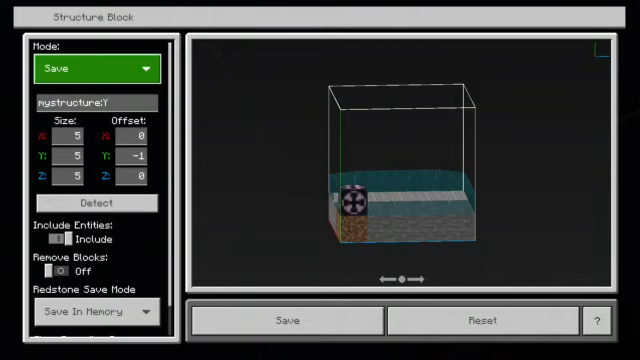 Structure Block
Mode:
Save
mystructure:Y
Size: Offset:
X: 5 X: 0
Y: 5 Y: -1
Z: 5 Z: 0
Detect
Include Entities:
Include
Remove Blocks:
Off
Redstone Save Mode
Save In Memory
Save Reset ?